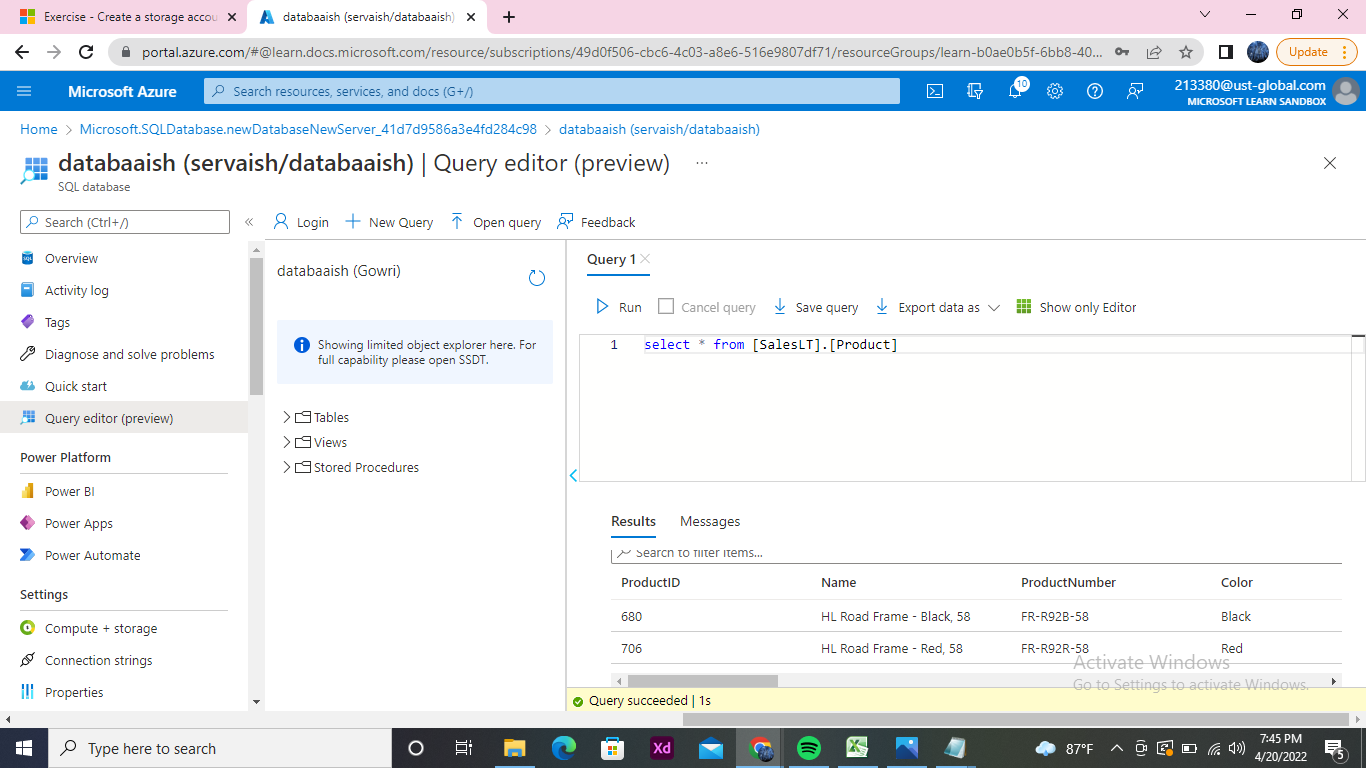 Exercise - Create a storage accou
databaaish (servaish/databaaish)
portal.azure.com/#@learn.docs.microsoft.com/resource/subscriptions/49d0f506-cbc6-4c03-a8e6-516e9807df71/resourceGroups/learn-b0ae0b5f-6bb8-40...
Update
Microsoft Azure
Search resources, services, and docs (G+/)
10
213380@ust-global.com
MICROSOFT LEARN SANDBOX
Home > Microsoft.SQLDatabase.newDatabaseNewServer_41d7d9586a3e4fd284c98 > databaaish (servaish/databaaish)
databaaish (servaish/databaaish) | Query editor (preview) ...
SQL database
Search (Ctrl+/)
«
Login
New Query
Open query
Feedback
Overview
Activity log
Tags
Diagnose and solve problems
Quick start
Query editor (preview)
Power Platform
Power BI
Power Apps
Power Automate
Settings
Compute + storage
Connection strings
Properties
databaaish (Gowri)
Showing limited object explorer here. For
full capability please open SSDT.
Tables
Views
Stored Procedures
Query 1
Run
Cancel query
Save query
Export data as
Show only Editor
1 select * from [SalesLT].[Product]
Results Messages
Search to filter items...
ProductID Name ProductNumber Color
680 HL Road Frame - Black, 58 FR-R92B-58 Black
706 HL Road Frame - Red, 58 FR-R92R-58 Red
Activate Windows
Go to Settings to activate Windows.
Query succeeded | 1s
Type here to search
Xd
87°F
7:45 PM
4/20/2022
5